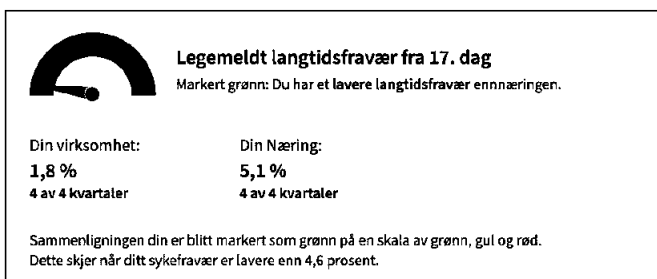 Legemeldt langtidsfravær fra 17. dag
Markert grønn: Du har et lavere langtidsfravær ennnæringen.
Din virksomhet:
1,8 %
4 av 4 kvartaler
Din Næring:
5,1 %
4 av 4 kvartaler
Sammenligningen din er blitt markert som grønn på en skala av grønn, gul og rød.
Dette skjer når ditt sykefravær er lavere enn 4,6 prosent.